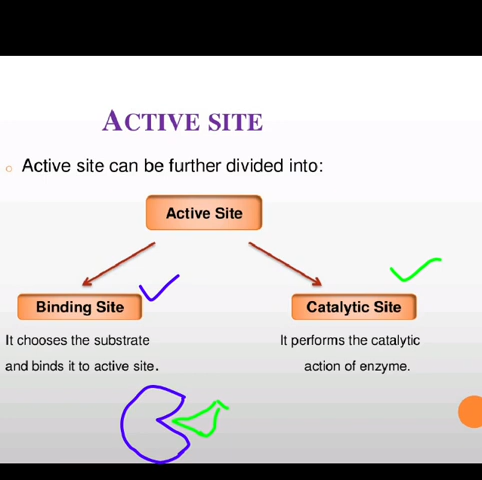 ACTIVE SITE
Active site can be further divided into:
Active Site
Binding Site
Catalytic Site
It chooses the substrate
and binds it to active site.
It performs the catalytic
action of enzyme.